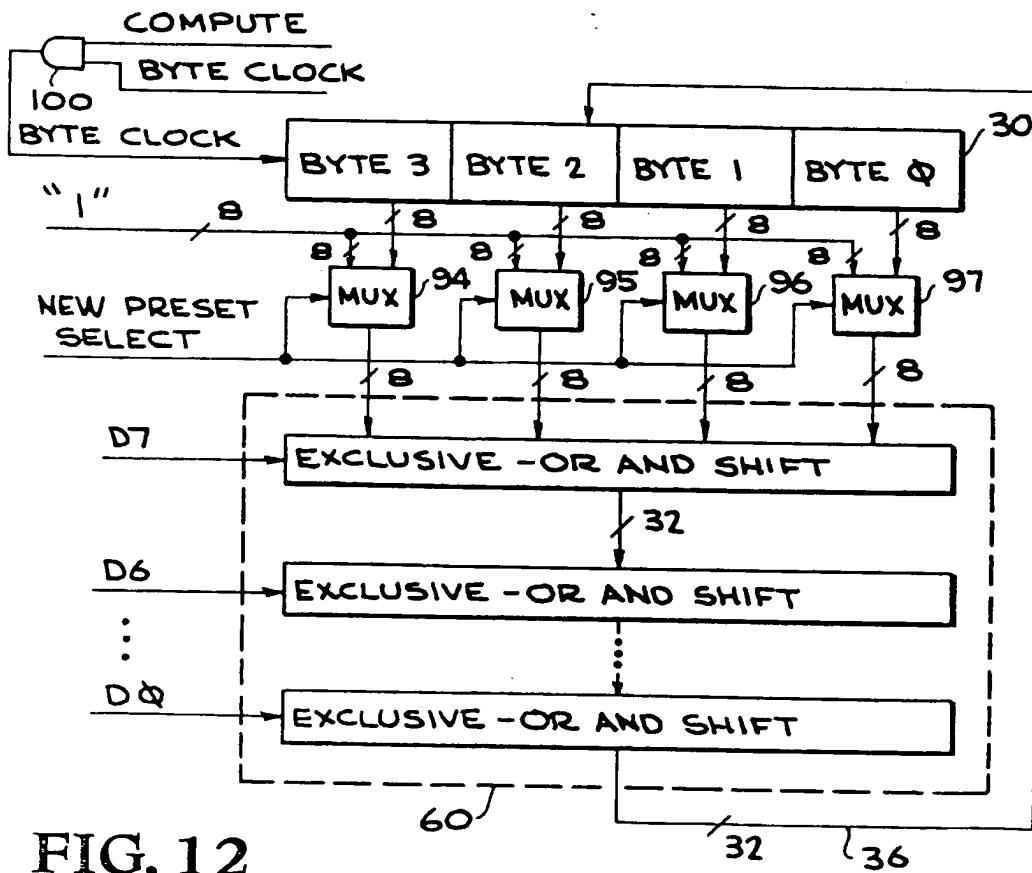 COMPUTE
BYTE CLOCK
100
BYTE CLOCK
BYTE 3 BYTE 2 BYTE 1 BYTE Φ 30
"1" 8 8 8 8 8
8 8 8 8
MUX 94 MUX 95 MUX 96 MUX 97
NEW PRESET
SELECT
8 8 8 8
D7 EXCLUSIVE-OR AND SHIFT
32
D6 EXCLUSIVE-OR AND SHIFT
DΦ EXCLUSIVE-OR AND SHIFT
60 32 36
FIG. 12